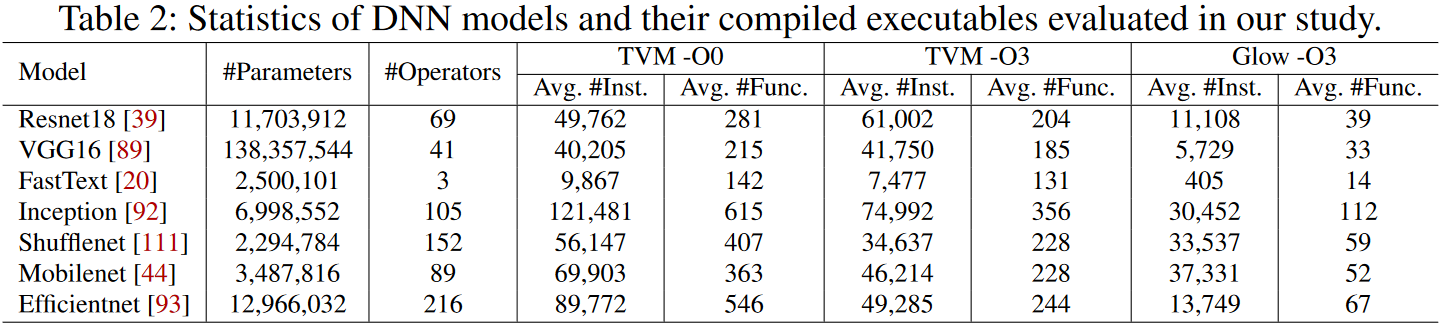 Table 2: Statistics of DNN models and their compiled executables evaluated in our study.
Model #Parameters #Operators TVM -O0 TVM -O3 Glow -O3
Avg. #Inst. Avg. #Func. Avg. #Inst. Avg. #Func. Avg. #Inst. Avg. #Func.
Resnet18 [39] 11,703,912 69 49,762 281 61,002 204 11,108 39
VGG16 [89] 138,357,544 41 40,205 215 41,750 185 5,729 33
FastText [20] 2,500,101 3 9,867 142 7,477 131 405 14
Inception [92] 6,998,552 105 121,481 615 74,992 356 30,452 112
Shufflenet [111] 2,294,784 152 56,147 407 34,637 228 33,537 59
Mobilenet [44] 3,487,816 89 69,903 363 46,214 228 37,331 52
Efficientnet [93] 12,966,032 216 89,772 546 49,285 244 13,749 67